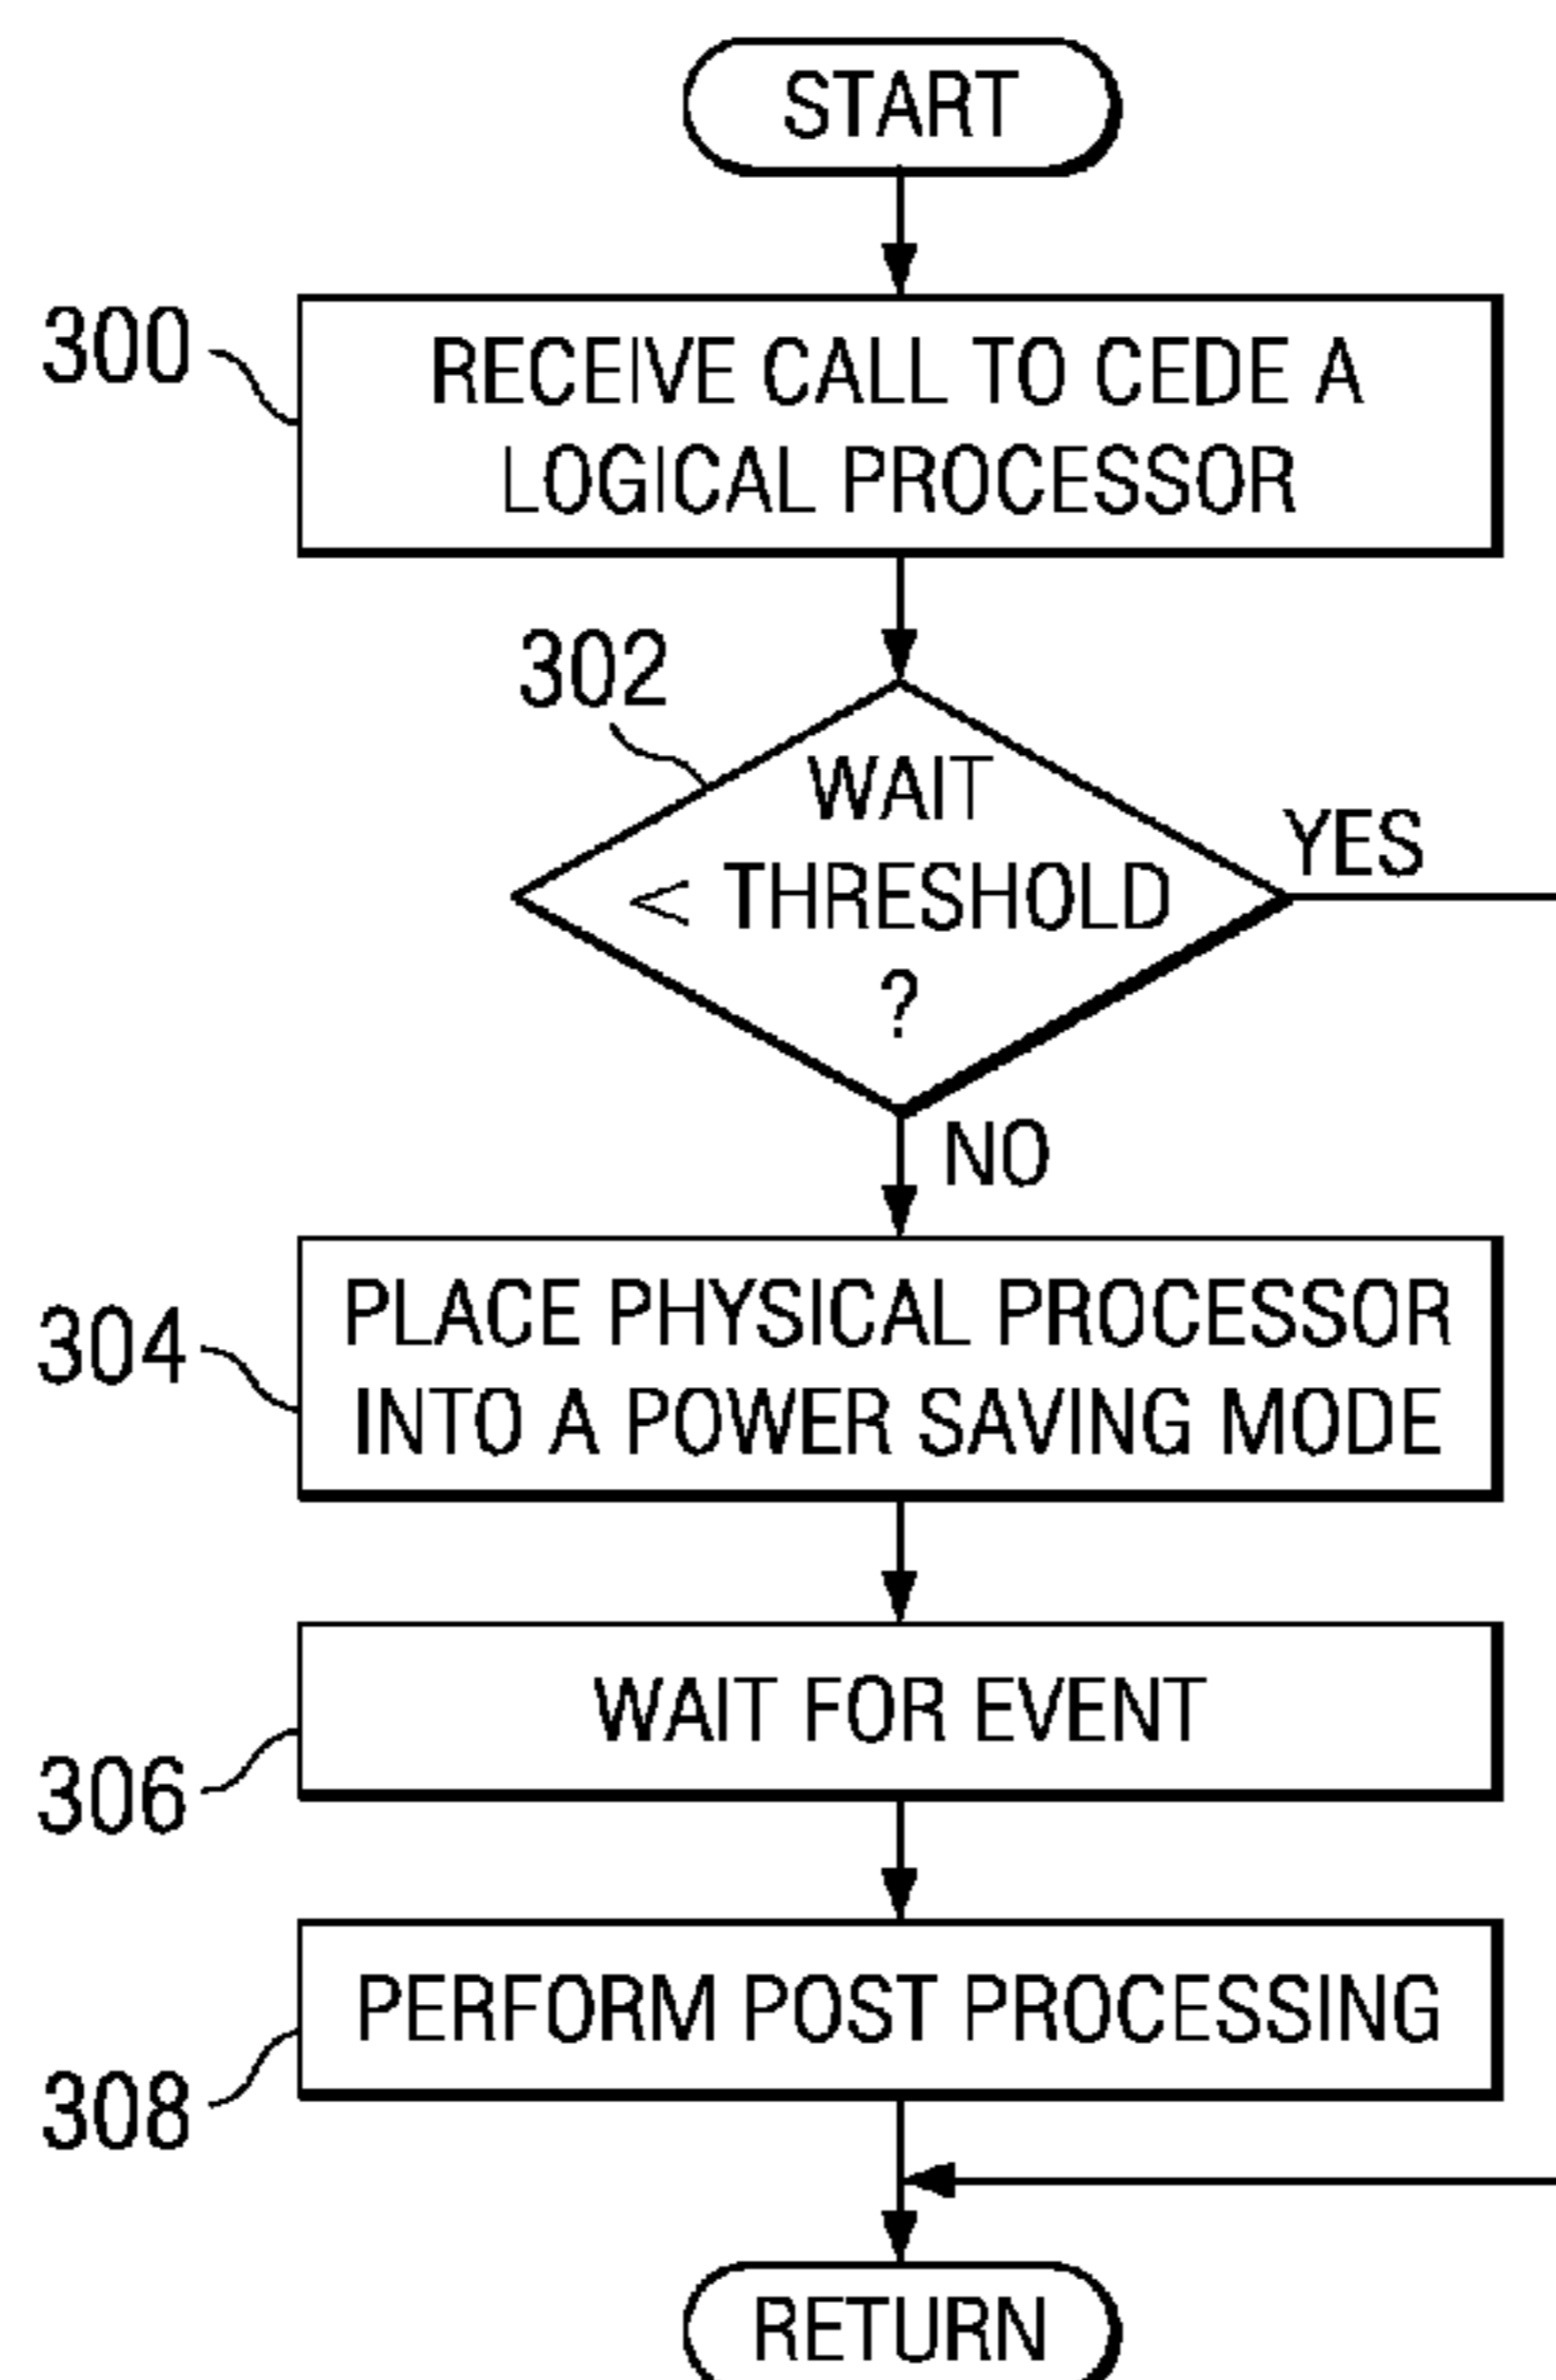 START
300
RECEIVE CALL TO CEDE A
LOGICAL PROCESSOR
302
WAIT
< THRESHOLD
?
YES
NO
304
PLACE PHYSICAL PROCESSOR
INTO A POWER SAVING MODE
306
WAIT FOR EVENT
308
PERFORM POST PROCESSING
RETURN